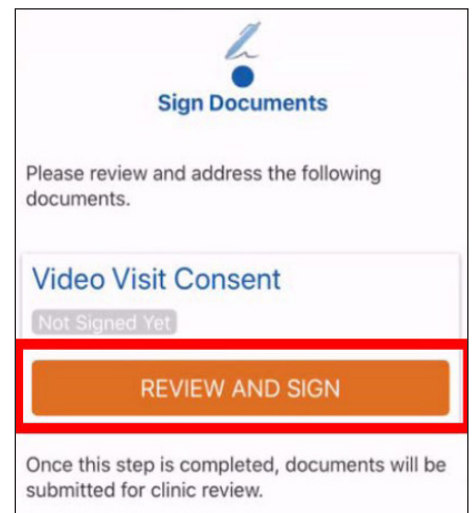 Sign Documents
Please review and address the following
documents.
Video Visit Consent
Not Signed Yet
REVIEW AND SIGN
Once this step is completed, documents will be
submitted for clinic review.